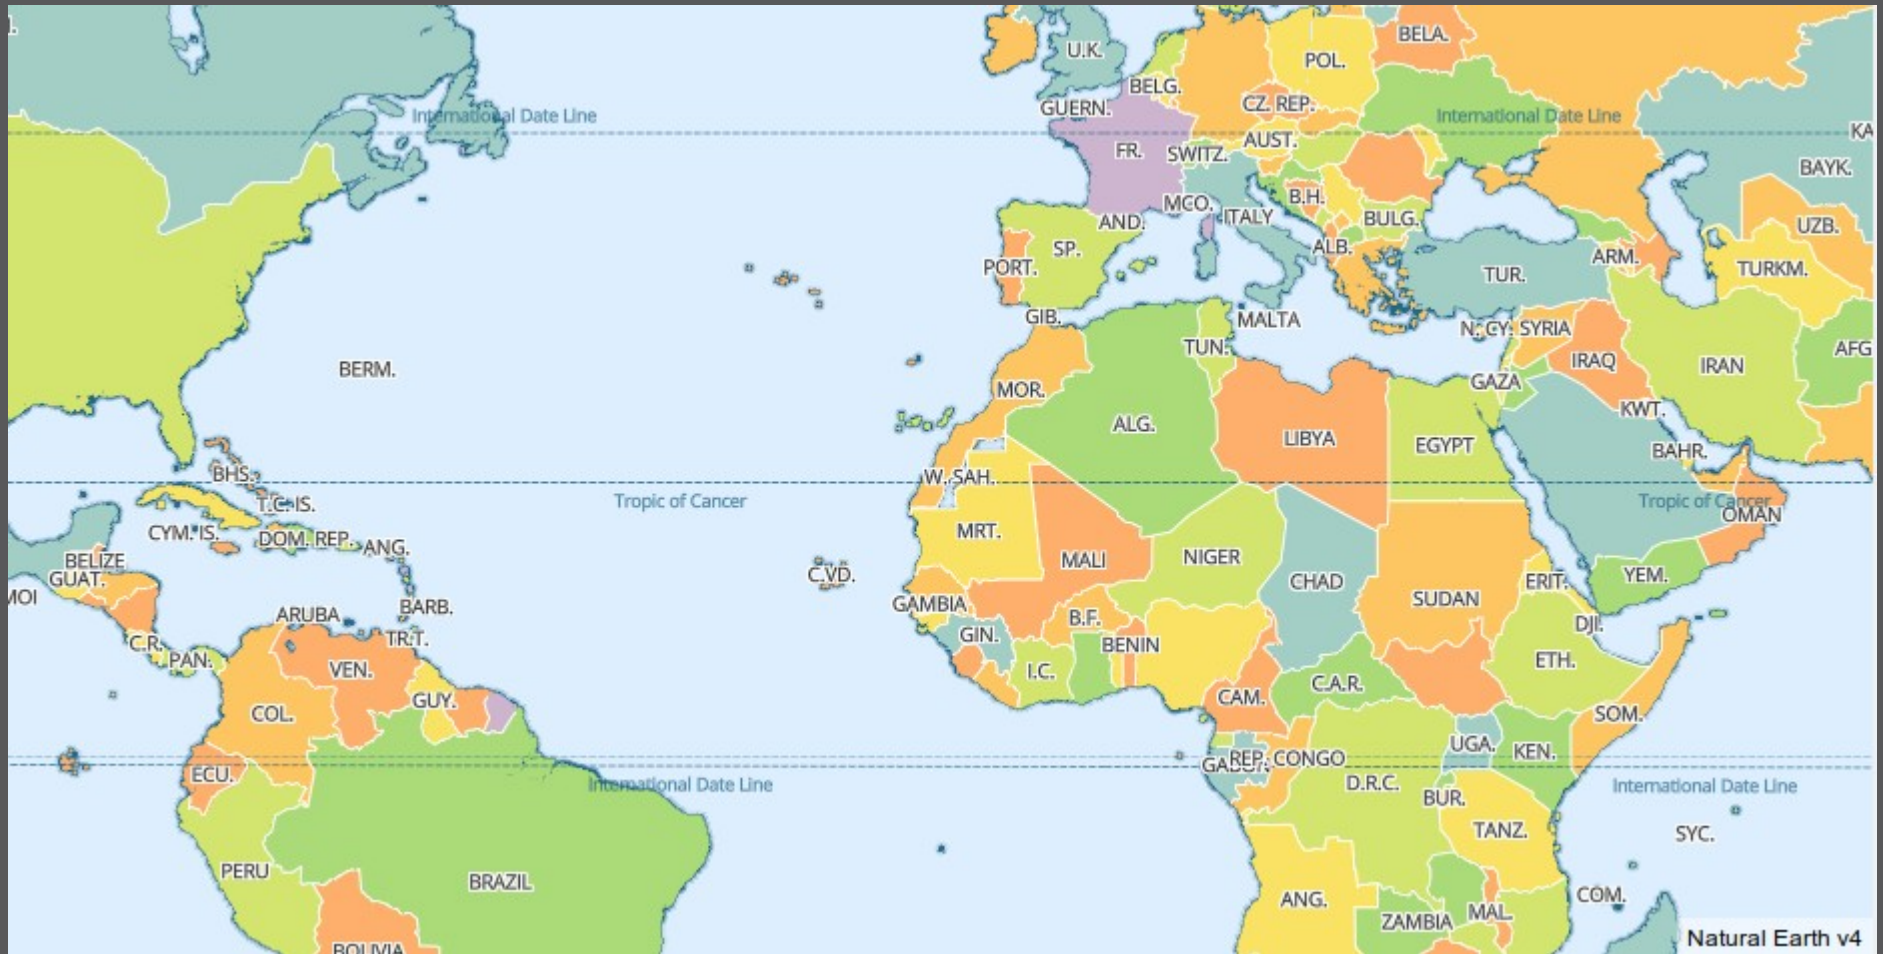 U.K.
BELA.
POL.
BELG.
GUERN.
CZ. REP.
International Date Line
International Date Line
KA
AUST.
FR.
SWITZ.
BAYK.
MCO.
B.H.
ITALY
AND.
BULG.
UZB.
SP.
ALB.
ARM.
PORT.
TUR.
TURKM.
GIB.
MALTA
N. CY.
SYRIA
TUN.
AFG
BERM.
IRAQ
IRAN
MOR.
GAZA
KWT.
ALG.
LIBYA
EGYPT
BAHR.
BHS.
W. SAH.
Tropic of Cancer
Tropic of Cancer
T.C. IS.
OMAN
CYM. IS.
DOM. REP.
MRT.
ANG.
BELIZE
MALI
NIGER
GUAT.
C.VD.
CHAD
YEM.
ERIT.
MOI
GAMBIA
SUDAN
BARB.
ARUBA
B.F.
DJI.
TR.T.
GIN.
C.R.
BENIN
PAN.
VEN.
I.C.
ETH.
C.A.R.
GUY.
CAM.
COL.
SOM.
UGA.
KEN.
REP. CONGO
GABON
ECU.
D.R.C.
International Date Line
International Date Line
BUR.
TANZ.
SYC.
PERU
BRAZIL
COM.
ANG.
MAL.
ZAMBIA
Natural Earth v4
BOLIVIA